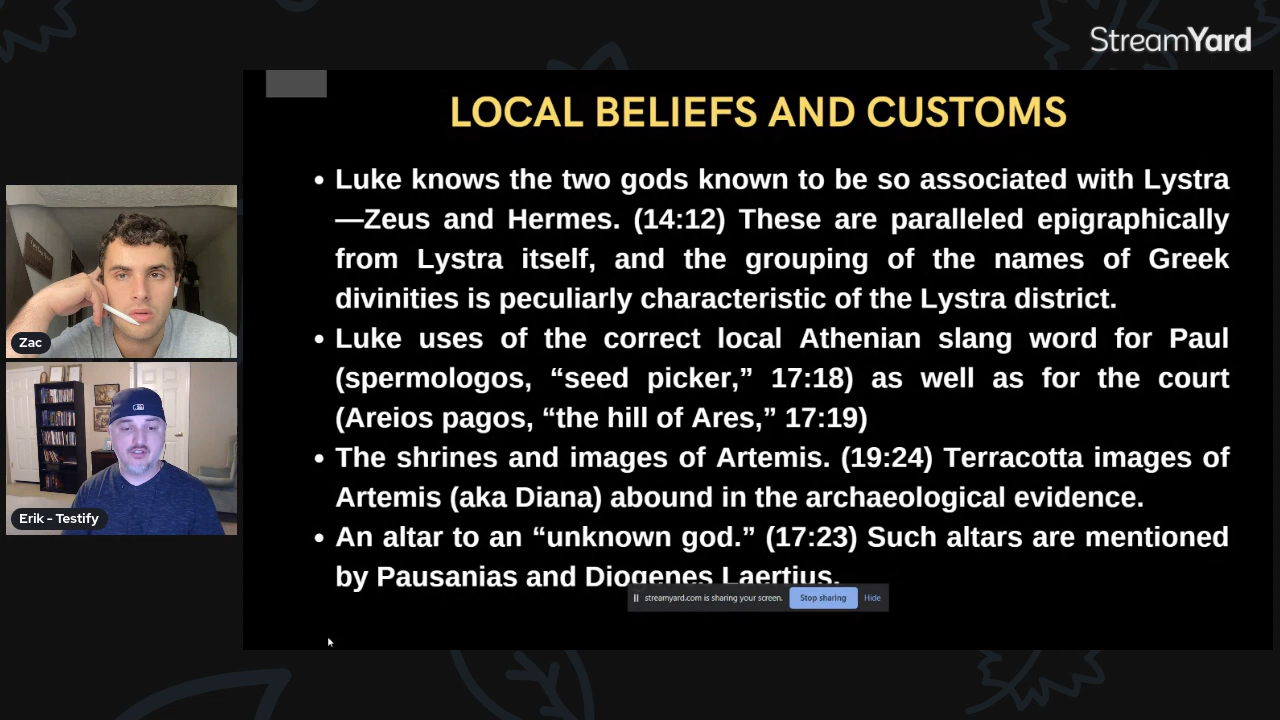 StreamYard
LOCAL BELIEFS AND CUSTOMS
• Luke knows the two gods known to be so associated with Lystra
—Zeus and Hermes. (14:12) These are paralleled epigraphically
from Lystra itself, and the grouping of the names of Greek
divinities is peculiarly characteristic of the Lystra district.
• Luke uses of the correct local Athenian slang word for Paul
(spermologos, “seed picker,” 17:18) as well as for the court
(Areios pagos, “the hill of Ares,” 17:19)
• The shrines and images of Artemis. (19:24) Terracotta images of
Artemis (aka Diana) abound in the archaeological evidence.
• An altar to an “unknown god.” (17:23) Such altars are mentioned
by Pausanias and Diogenes Laertius.
streamyard.com is sharing your screen. Stop sharing Hide
Zac
Erik – Testify